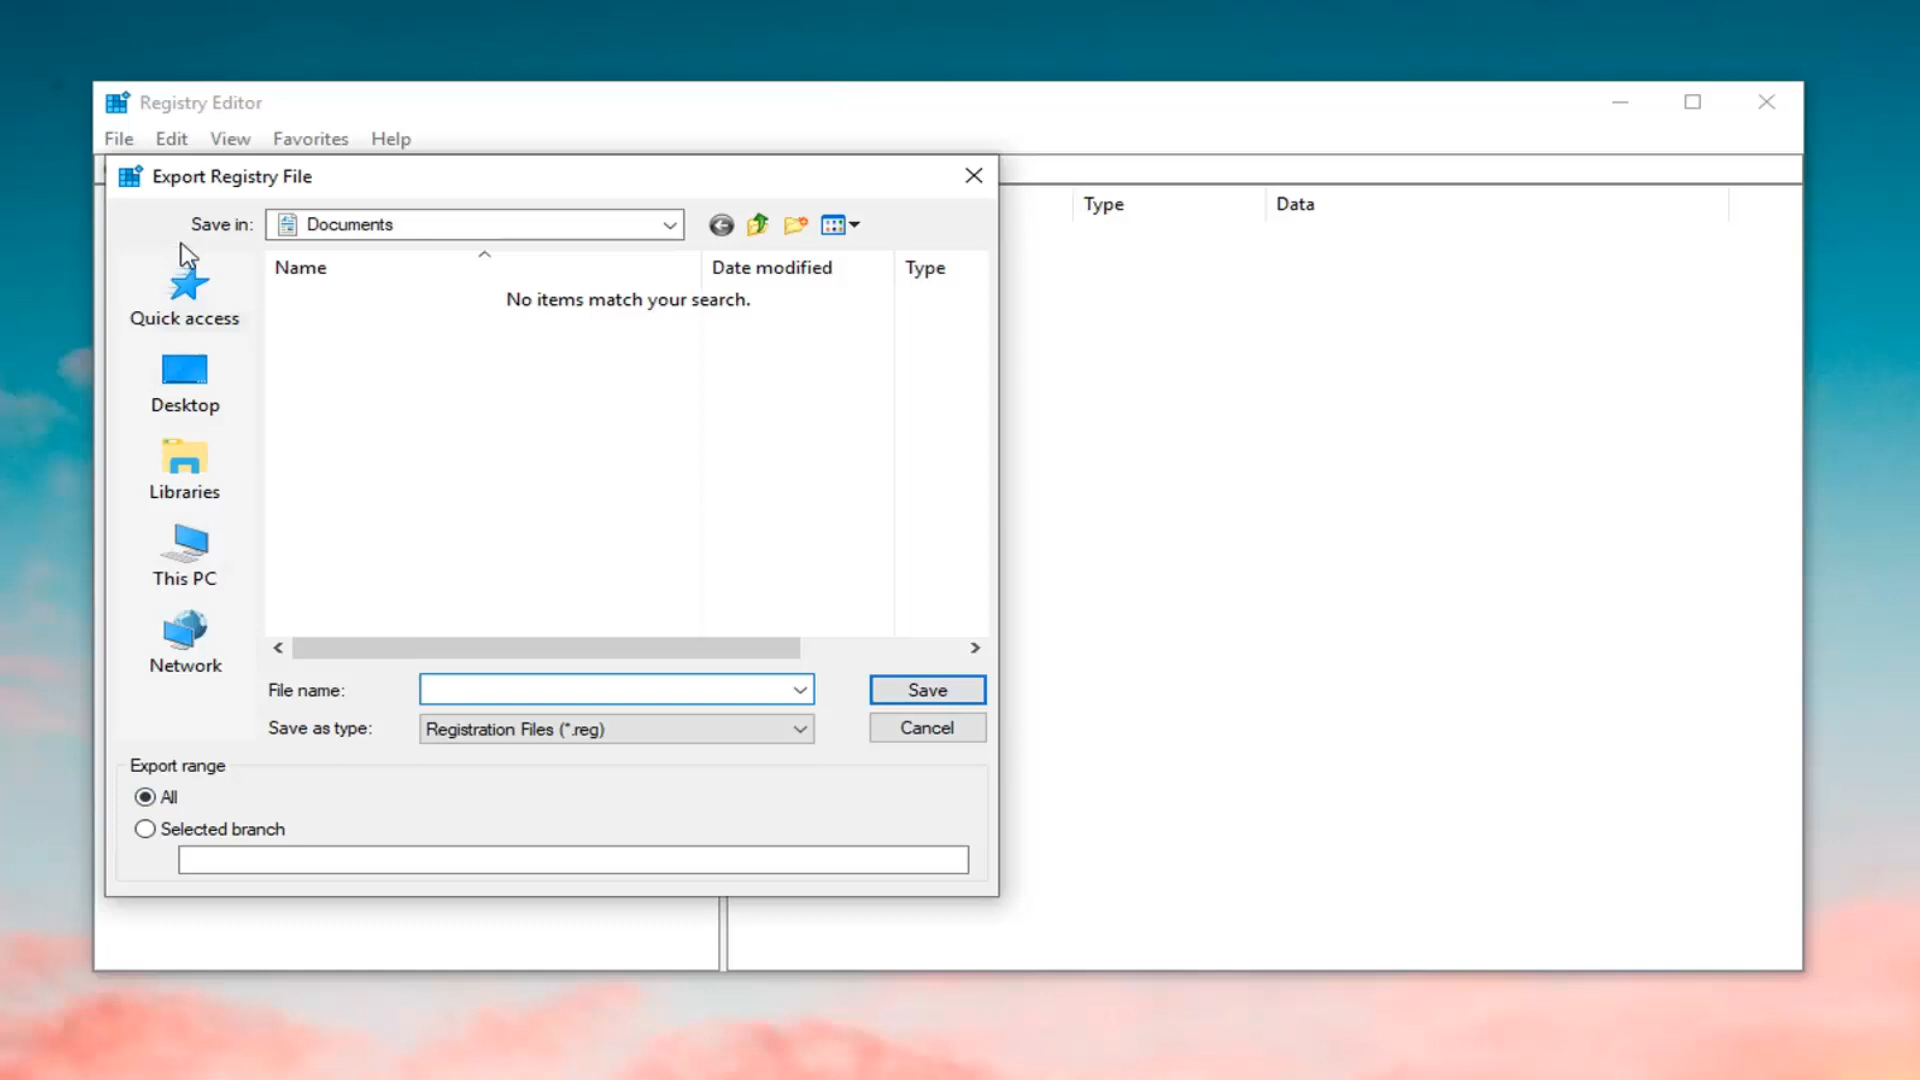 Registry Editor
File Edit View Favorites Help
Export Registry File
Save in: Documents
Type Data
Name Date modified Type
No items match your search.
Quick access
Desktop
Libraries
This PC
Network
File name: Save
Save as type: Registration Files (*.reg) Cancel
Export range
All
Selected branch